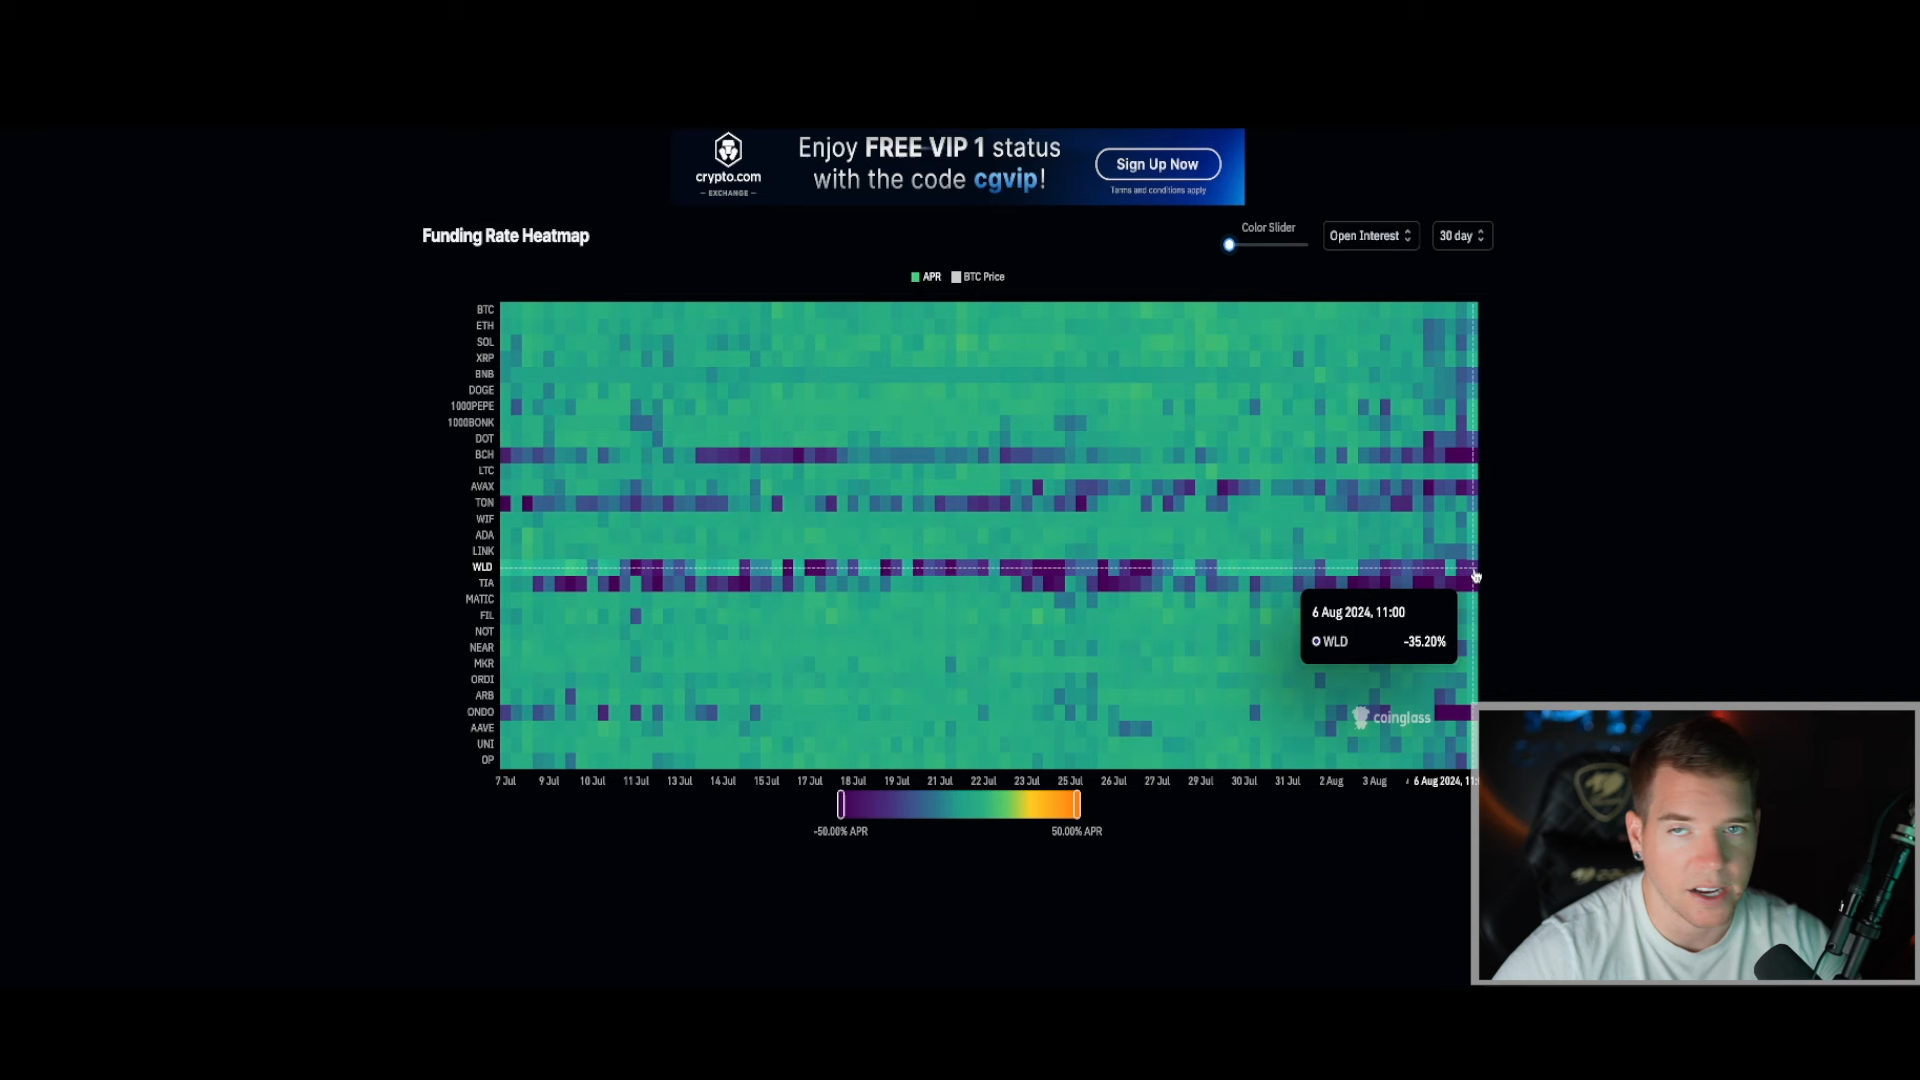 Enjoy FREE VIP 1 status
with the code cgvip!
crypto.com
— EXCHANGE —
Sign Up Now
Terms and conditions apply
Funding Rate Heatmap
Color Slider
Open Interest
30 day
APR
BTC Price
BTC
ETH
SOL
XRP
BNB
DOGE
1000PEPE
1000BONK
DOT
BCH
LTC
AVAX
TON
WIF
ADA
LINK
WLD
TIA
MATIC
FIL
NOT
NEAR
MKR
ORDI
ARB
ONDO
AAVE
UNI
OP
6 Aug 2024, 11:00
WLD -35.20%
coinglass
7 Jul 9 Jul 10 Jul 11 Jul 13 Jul 14 Jul 15 Jul 17 Jul 18 Jul 19 Jul 21 Jul 22 Jul 23 Jul 25 Jul 26 Jul 27 Jul 29 Jul 30 Jul 31 Jul 2 Aug 3 Aug 6 Aug 2024, 11:
-50.00% APR 50.00% APR